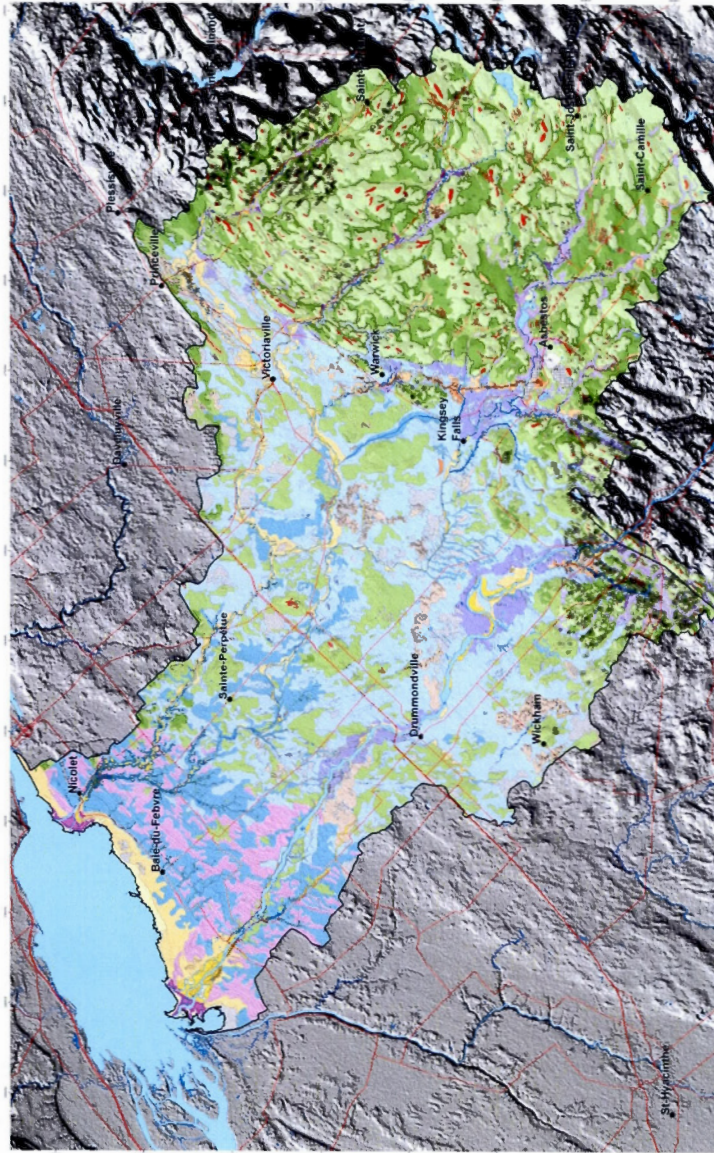 Plessis
Princeville
Daveluyville
Victoriaville
Warwick
Kingsey
Falls
Asbestos
Saint-Camille
Sainte-Perpétue
Drummondville
Wickham
Nicolet
Baie-du-Febvre
St-Hyacinthe